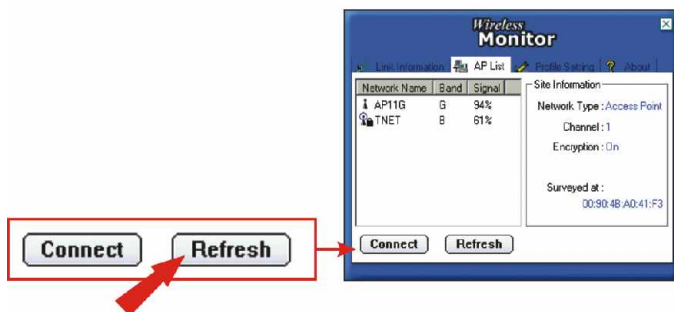 Wireless
Monitor
Link Information AP List Profile Setting About
Network Name Band Signal
AP11G G 94%
TNET B 61%
Site Information
Network Type : Access Point
Channel : 1
Encryption : On
Surveyed at :
00:90:4B:A0:41:F3
Connect Refresh
Connect Refresh